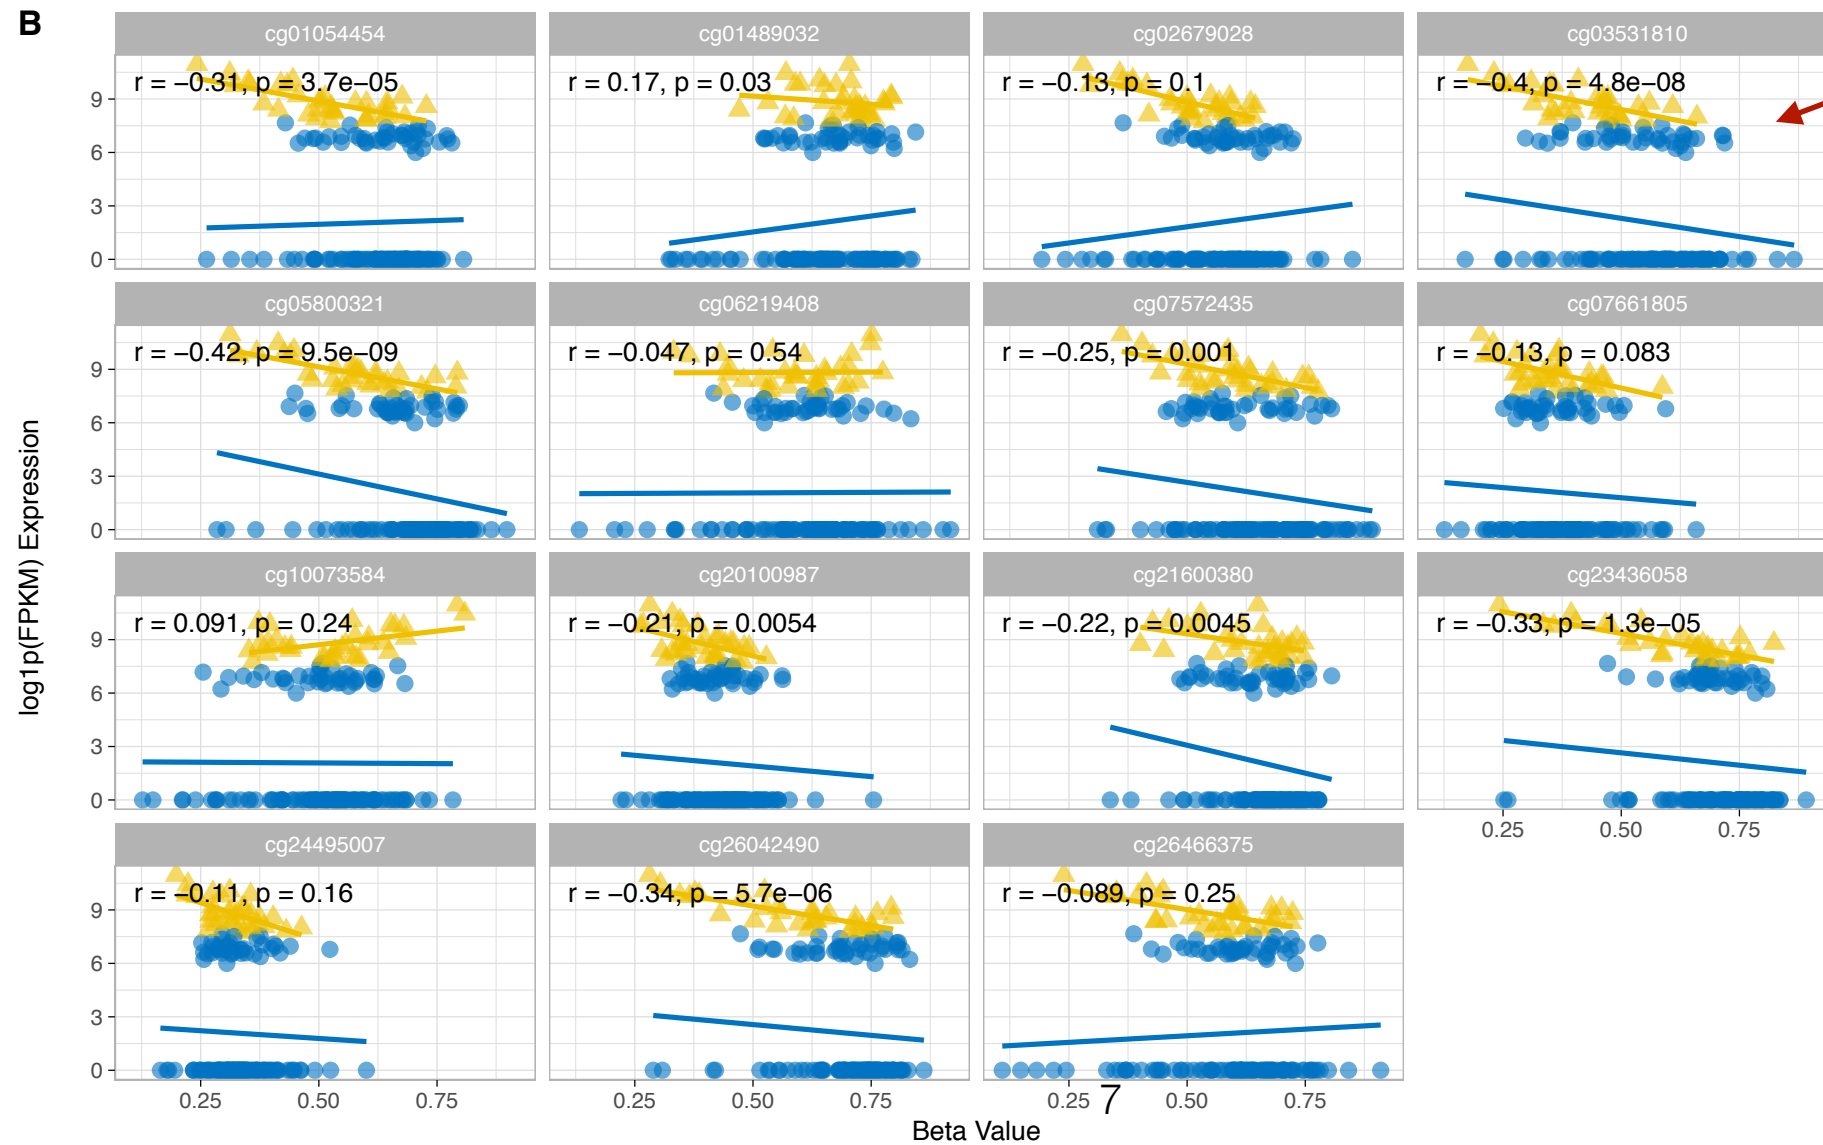 B
cg01054454 cg01489032 cg02679028 cg03531810
r = −0.31, p = 3.7e−05 r = 0.17, p = 0.03 r = −0.13, p = 0.1 r = −0.4, p = 4.8e−08
9
6
3
0
cg05800321 cg06219408 cg07572435 cg07661805
r = −0.42, p = 9.5e−09 r = −0.047, p = 0.54 r = −0.25, p = 0.001 r = −0.13, p = 0.083
9
6
3
0
log1p(FPKM) Expression
cg10073584 cg20100987 cg21600380 cg23436058
r = 0.091, p = 0.24 r = −0.21, p = 0.0054 r = −0.22, p = 0.0045 r = −0.33, p = 1.3e−05
9
6
3
0
0.25 0.50 0.75
cg24495007 cg26042490 cg26466375
r = −0.11, p = 0.16 r = −0.34, p = 5.7e−06 r = −0.089, p = 0.25
9
6
3
0
0.25 0.50 0.75 0.25 0.50 0.75 0.25 0.50 0.75
7
Beta Value